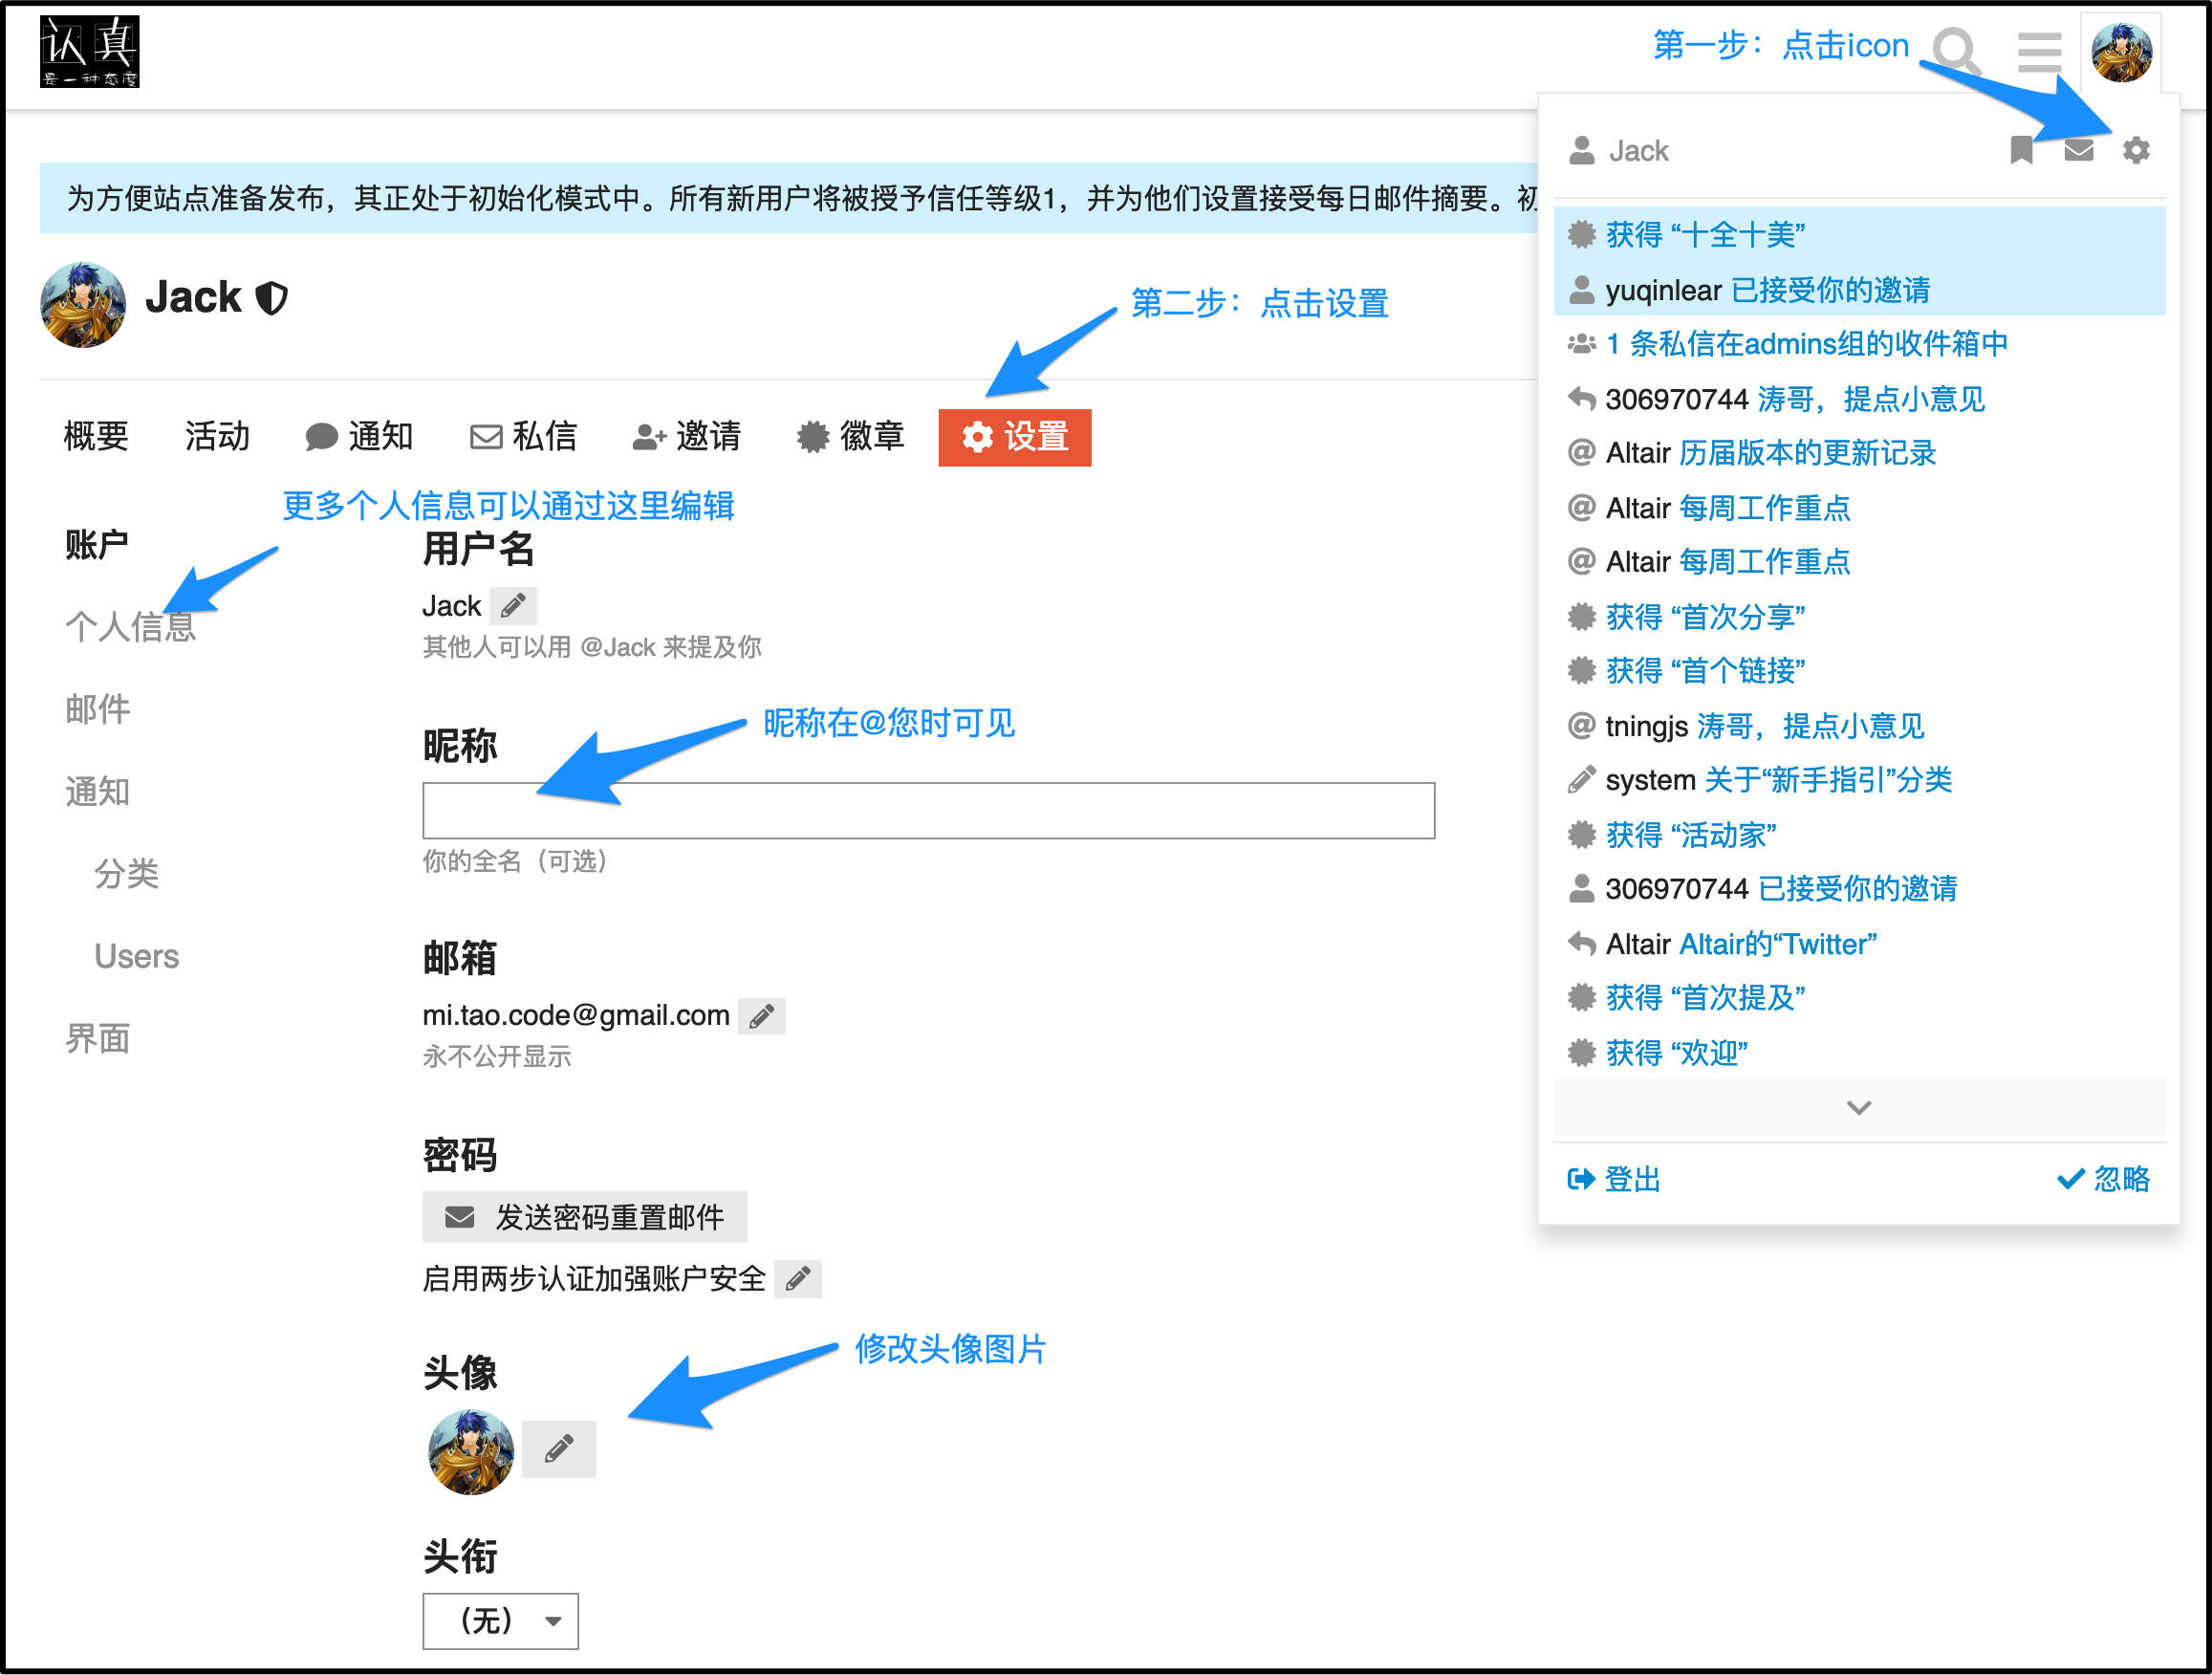 认真
是一种态度
第一步：点击icon
Jack
为方便站点准备发布，其正处于初始化模式中。所有新用户将被授予信任等级1，并为他们设置接受每日邮件摘要。初
Jack
第二步：点击设置
概要
活动
通知
私信
邀请
徽章
设置
更多个人信息可以通过这里编辑
账户
个人信息
邮件
通知
分类
Users
界面
用户名
Jack
其他人可以用 @Jack 来提及你
昵称在@您时可见
昵称
你的全名（可选）
邮箱
mi.tao.code@gmail.com
永不公开显示
密码
发送密码重置邮件
启用两步认证加强账户安全
修改头像图片
头像
头衔
（无）
获得 “十全十美”
yuqinlear 已接受你的邀请
1 条私信在admins组的收件箱中
306970744 涛哥，提点小意见
@ Altair 历届版本的更新记录
@ Altair 每周工作重点
@ Altair 每周工作重点
获得 “首次分享”
获得 “首个链接”
@ tningjs 涛哥，提点小意见
system 关于“新手指引”分类
获得 “活动家”
306970744 已接受你的邀请
Altair Altair的“Twitter”
获得 “首次提及”
获得 “欢迎”
登出
忽略